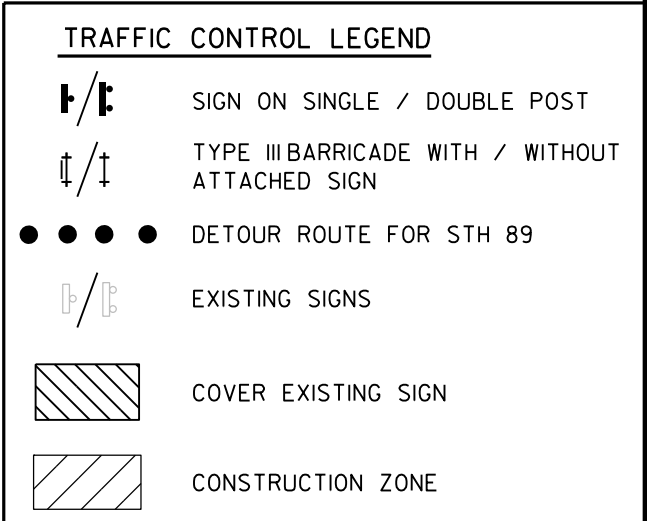 TRAFFIC CONTROL LEGEND
SIGN ON SINGLE / DOUBLE POST
TYPE III BARRICADE WITH / WITHOUT
ATTACHED SIGN
DETOUR ROUTE FOR STH 89
EXISTING SIGNS
COVER EXISTING SIGN
CONSTRUCTION ZONE